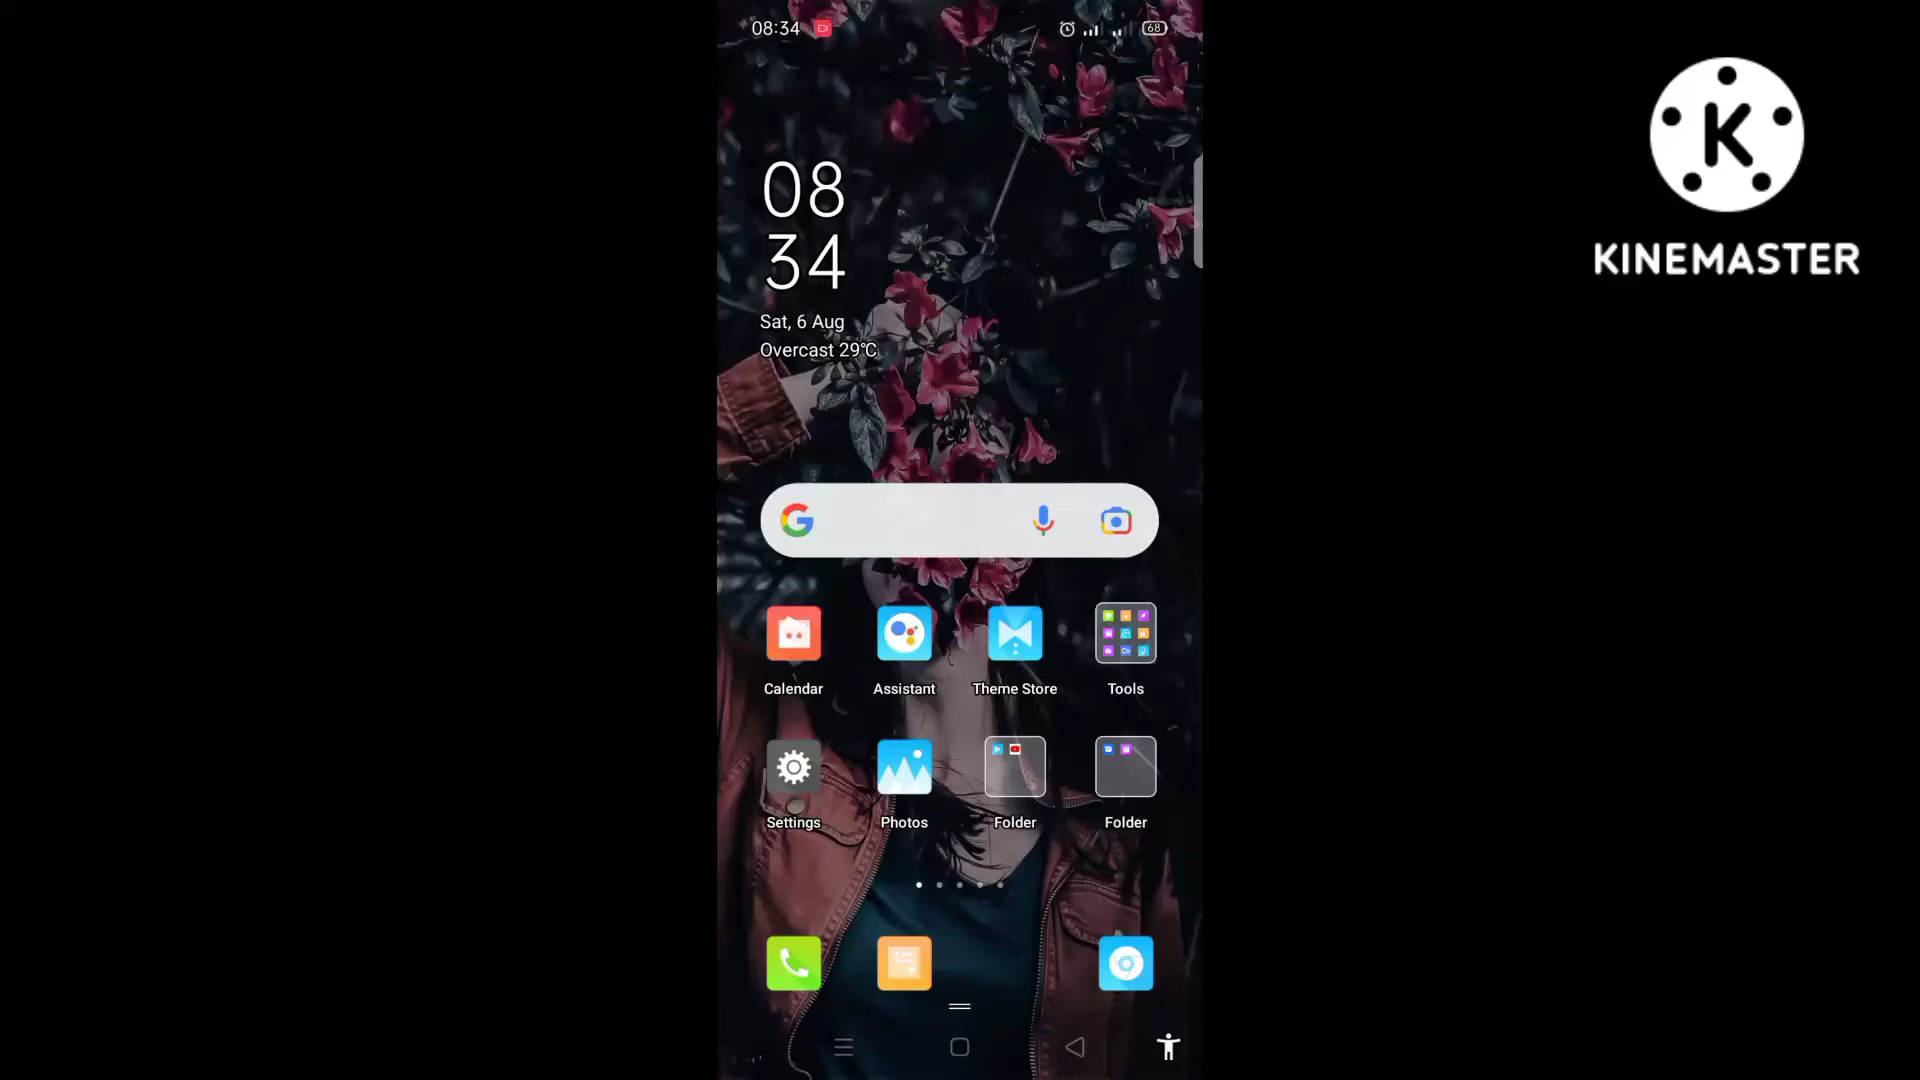 08:34
68
K
KINEMASTER
08
34
Sat, 6 Aug
Overcast 29°C
G
Calendar
Assistant
Theme Store
Tools
Settings
Photos
Folder
Folder